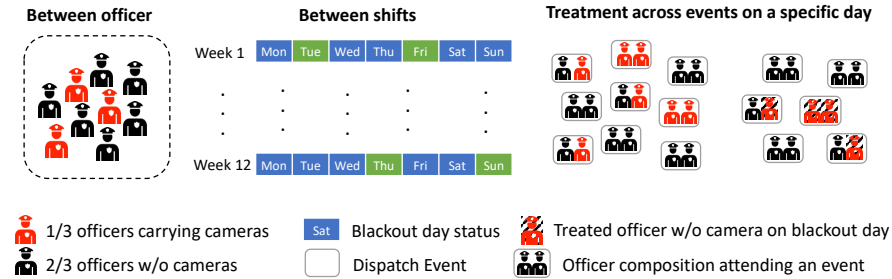 Between officer
Between shifts
Treatment across events on a specific day
Week 1
Mon Tue Wed Thu Fri Sat Sun
Week 12
Mon Tue Wed Thu Fri Sat Sun
1/3 officers carrying cameras
Sat Blackout day status
Treated officer w/o camera on blackout day
2/3 officers w/o cameras
Dispatch Event
Officer composition attending an event